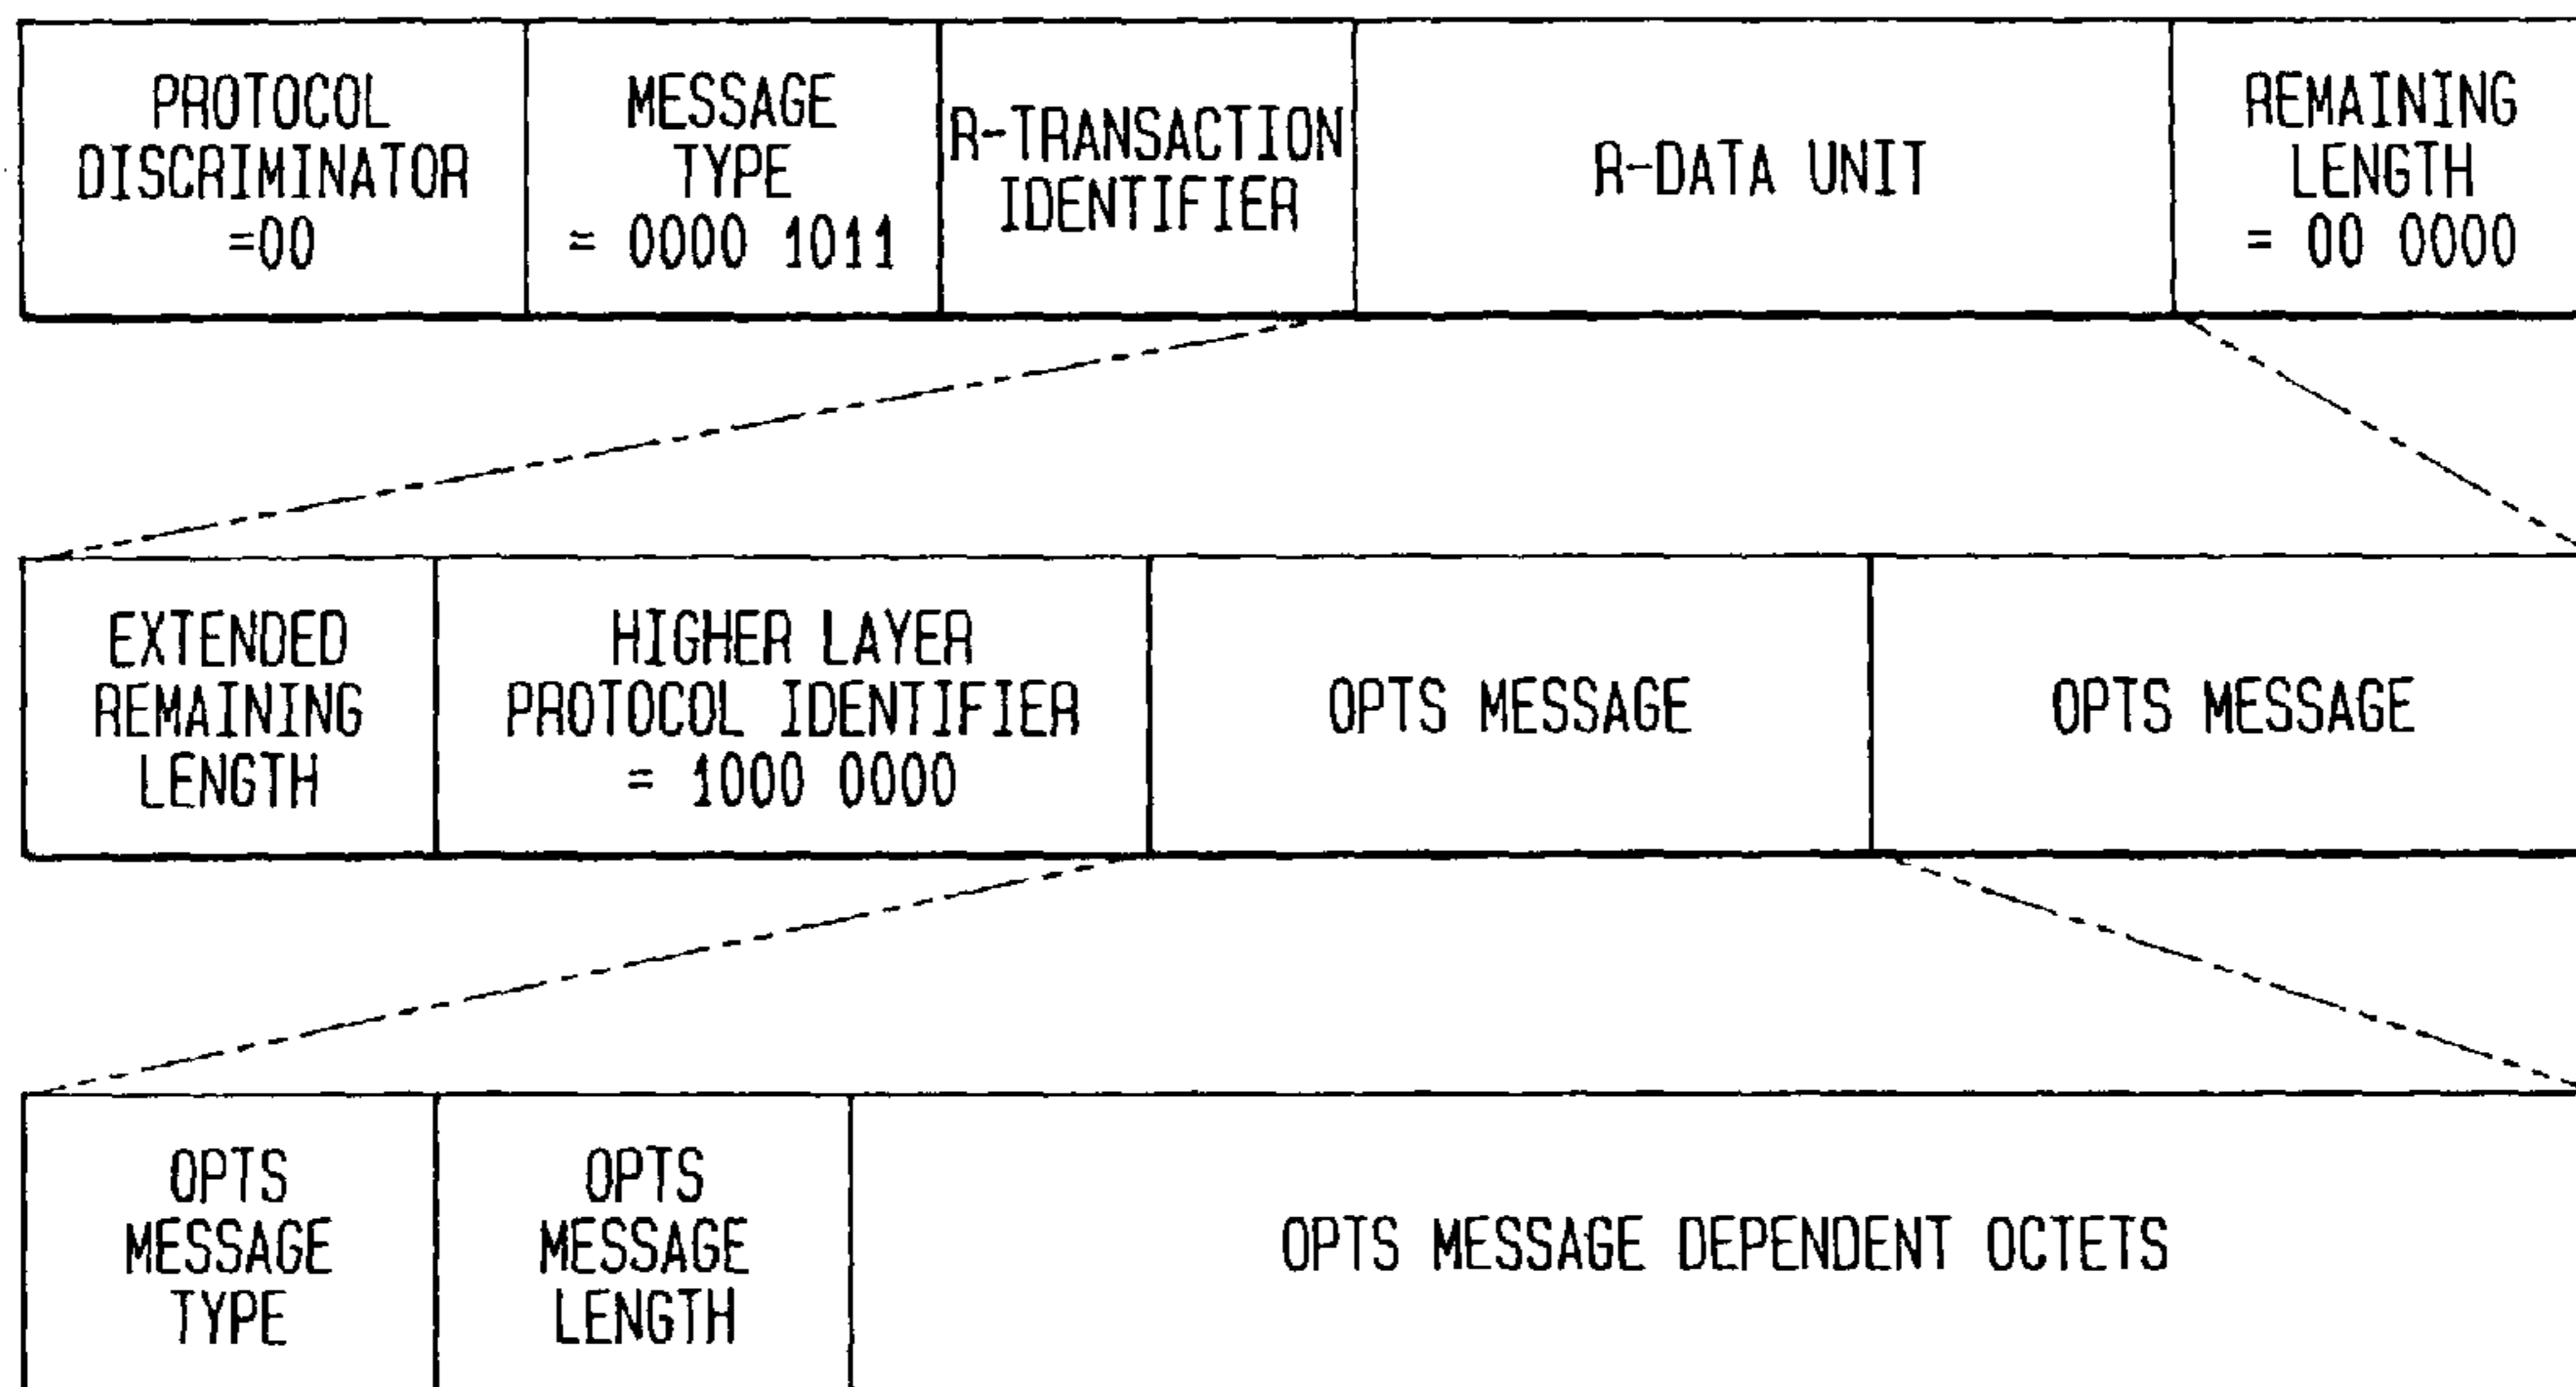 PROTOCOL
DISCRIMINATOR
=00
MESSAGE
TYPE
= 0000 1011
R-TRANSACTION
IDENTIFIER
R-DATA UNIT
REMAINING
LENGTH
= 00 0000
EXTENDED
REMAINING
LENGTH
HIGHER LAYER
PROTOCOL IDENTIFIER
= 1000 0000
OPTS MESSAGE
OPTS MESSAGE
OPTS
MESSAGE
TYPE
OPTS
MESSAGE
LENGTH
OPTS MESSAGE DEPENDENT OCTETS